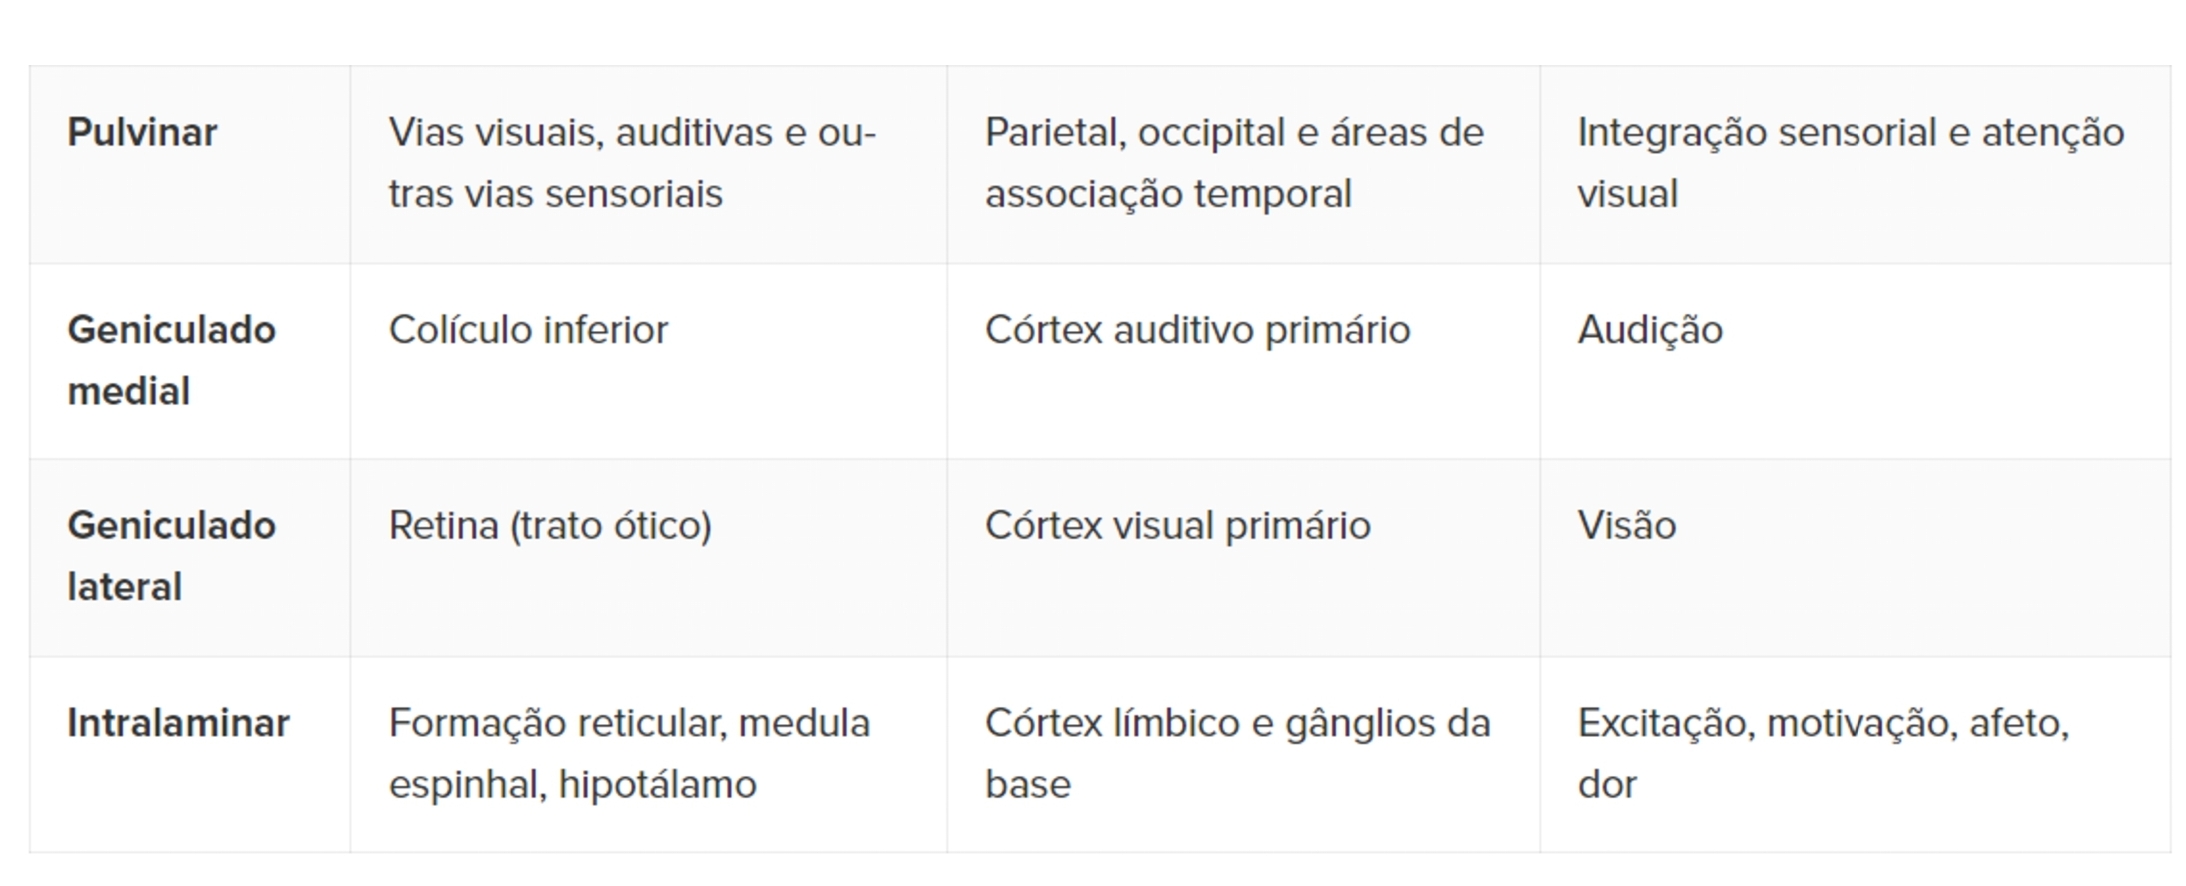 Pulvinar
Vias visuais, auditivas e ou-
tras vias sensoriais
Parietal, occipital e áreas de
associação temporal
Integração sensorial e atenção
visual
Geniculado
medial
Colículo inferior
Córtex auditivo primário
Audição
Geniculado
lateral
Retina (trato ótico)
Córtex visual primário
Visão
Intralaminar
Formação reticular, medula
espinhal, hipotálamo
Córtex límbico e gânglios da
base
Excitação, motivação, afeto,
dor